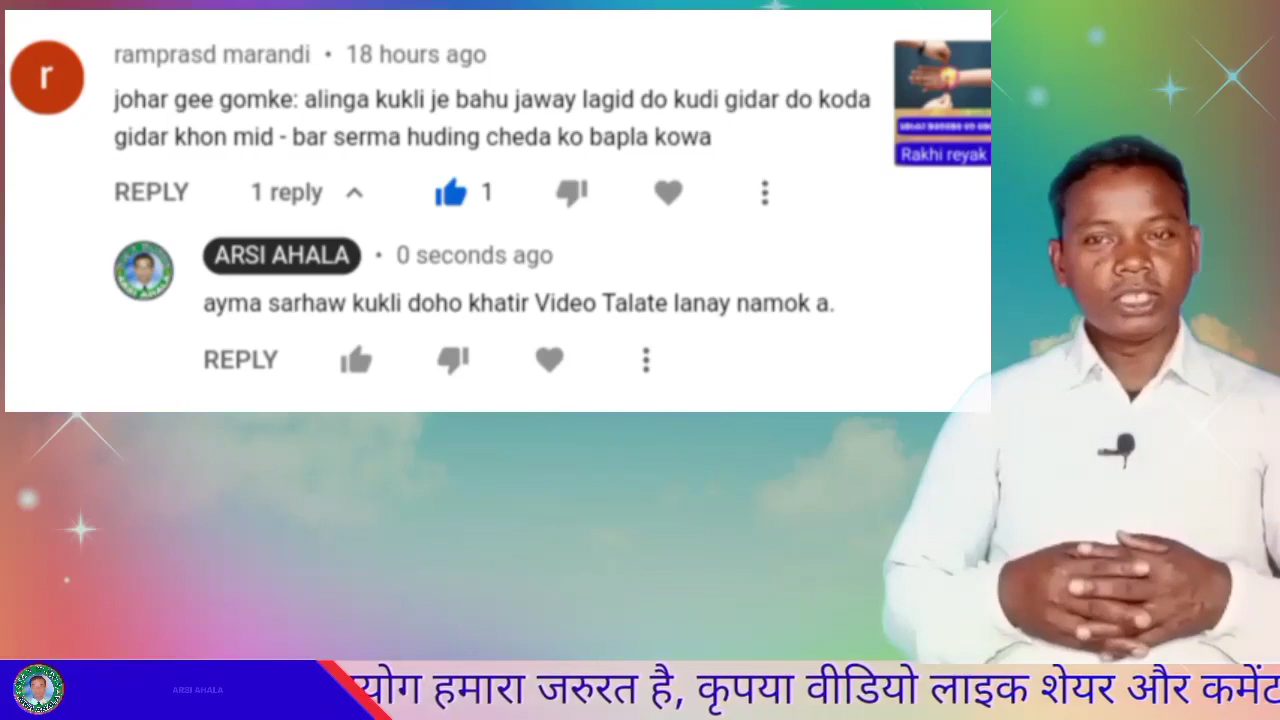 r
ramprasd marandi • 18 hours ago
johar gee gomke: alinga kukli je bahu jaway lagid do kudi gidar do koda
gidar khon mid - bar serma huding cheda ko bapla kowa
Rakhi reyak
REPLY 1 reply 1
ARSI AHALA • 0 seconds ago
ayma sarhaw kukli doho khatir Video Talate lanay namok a.
REPLY
ARSI AHALA
योग हमारा जरुरत है, कृपया वीडियो लाइक शेयर और कमेंट